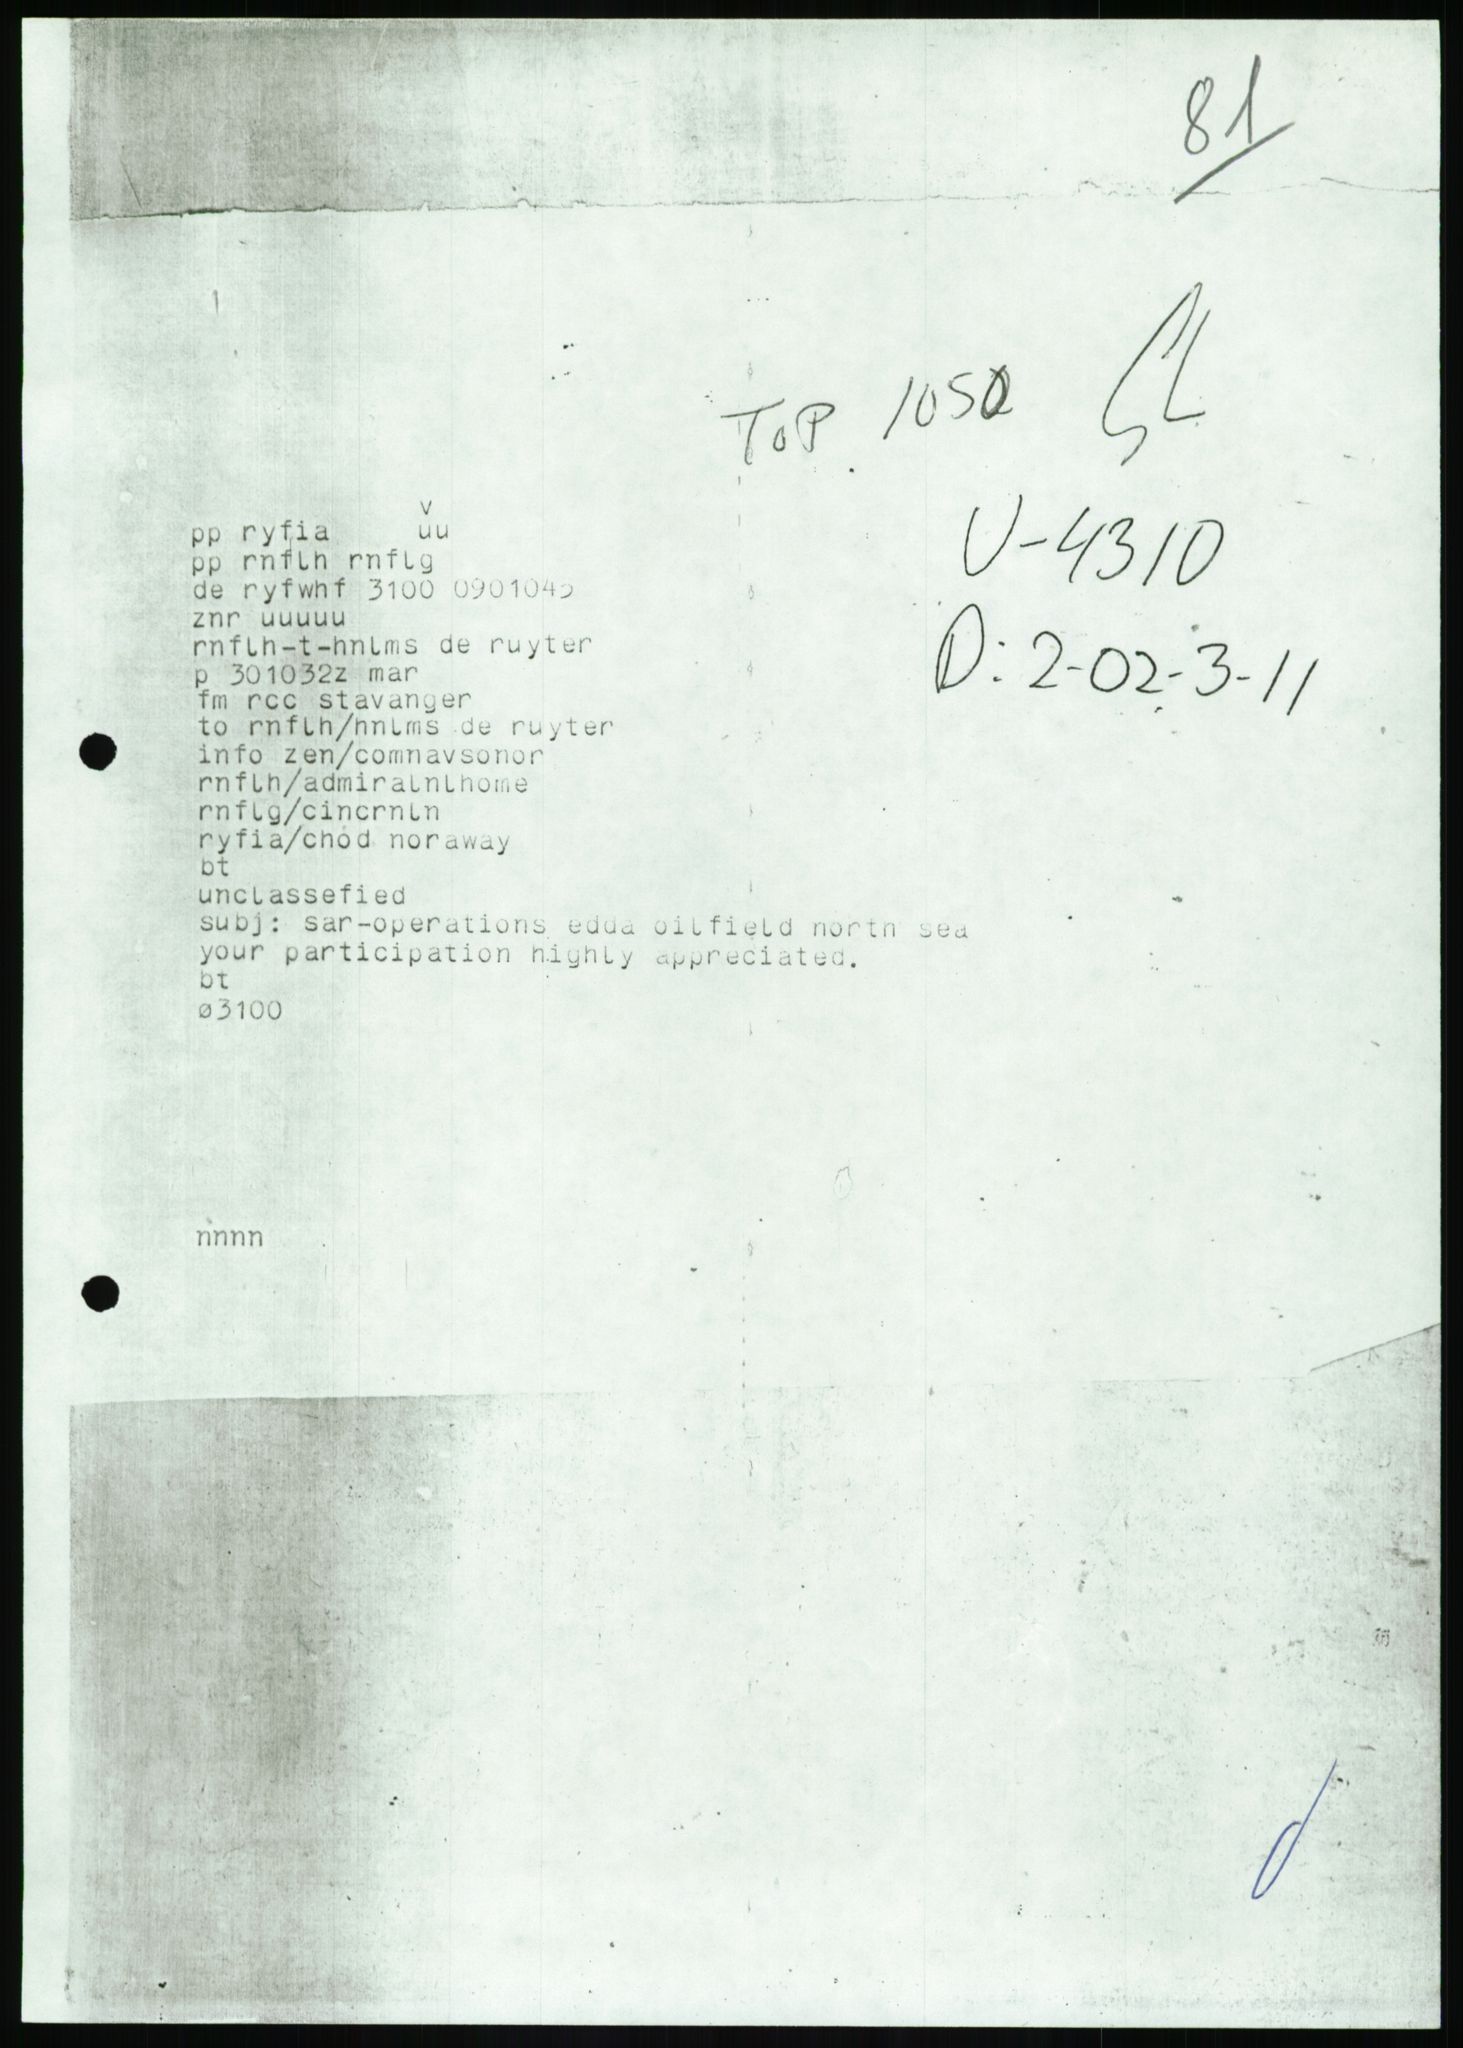 81
ToP 1050
U-4310
D: 2-02-3-11
v
pp ryfia uu
pp rnflh rnflg
de ryfwhf 3100 0901045
znr uuuuu
rnflh-t-hnlms de ruyter
p 301032z mar
fm rcc stavanger
to rnflh/hnlms de ruyter
info zen/comnavsonor
rnflh/admiralnlhome
rnflg/cincrnln
ryfia/chod noraway
bt
unclassefied
subj: sar-operations edda oilfield north sea
your participation highly appreciated.
bt
ø3100
nnnn